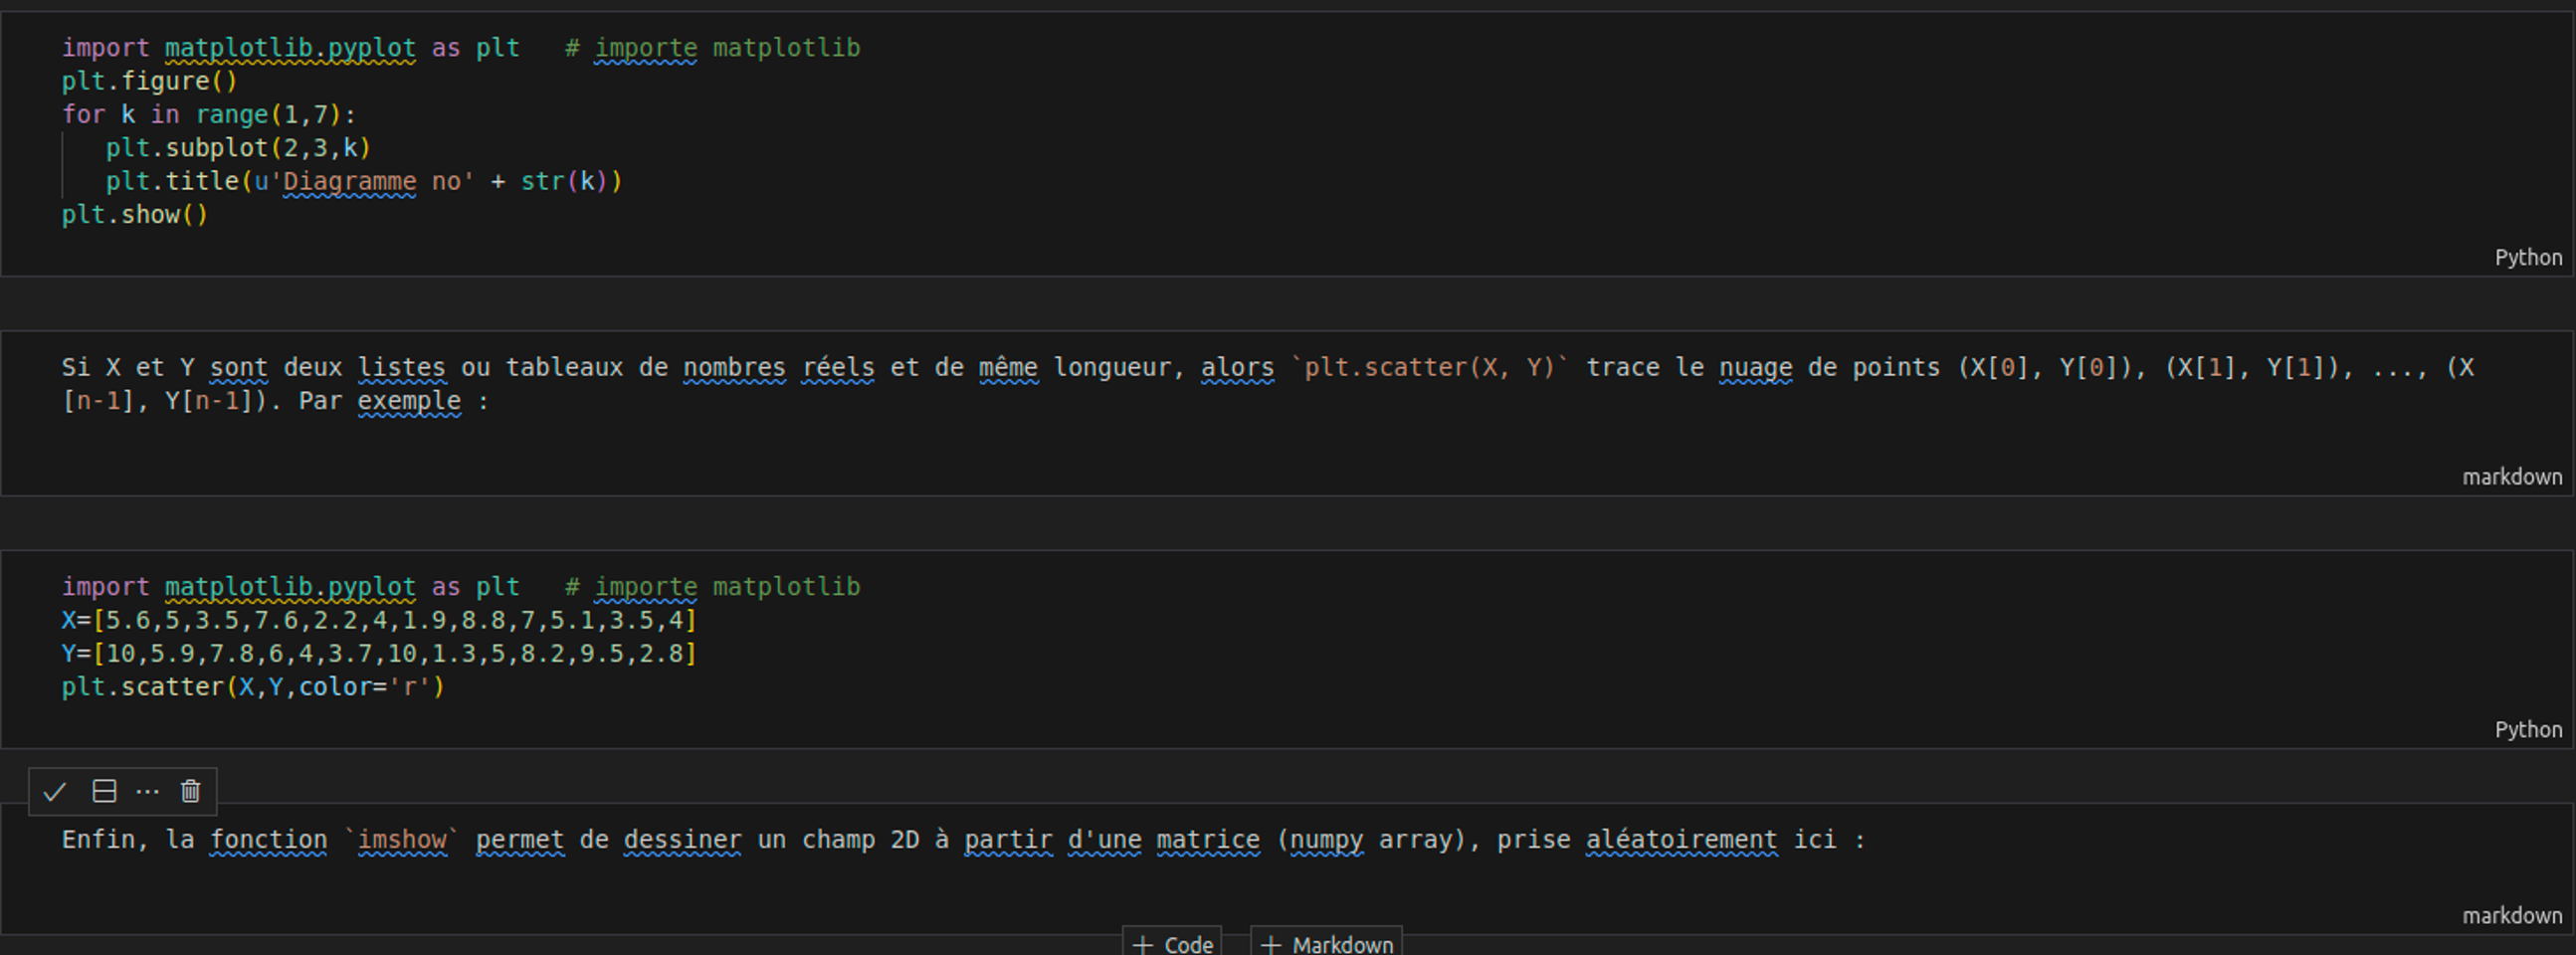 import matplotlib.pyplot as plt   # importe matplotlib
plt.figure()
for k in range(1,7):
   plt.subplot(2,3,k)
   plt.title(u'Diagramme no' + str(k))
plt.show()
Python
Si X et Y sont deux listes ou tableaux de nombres réels et de même longueur, alors `plt.scatter(X, Y)` trace le nuage de points (X[0], Y[0]), (X[1], Y[1]), ..., (X
[n-1], Y[n-1]). Par exemple :
markdown
import matplotlib.pyplot as plt   # importe matplotlib
X=[5.6,5,3.5,7.6,2.2,4,1.9,8.8,7,5.1,3.5,4]
Y=[10,5.9,7.8,6,4,3.7,10,1.3,5,8.2,9.5,2.8]
plt.scatter(X,Y,color='r')
Python
Enfin, la fonction `imshow` permet de dessiner un champ 2D à partir d'une matrice (numpy array), prise aléatoirement ici :
markdown
+ Code + Markdown